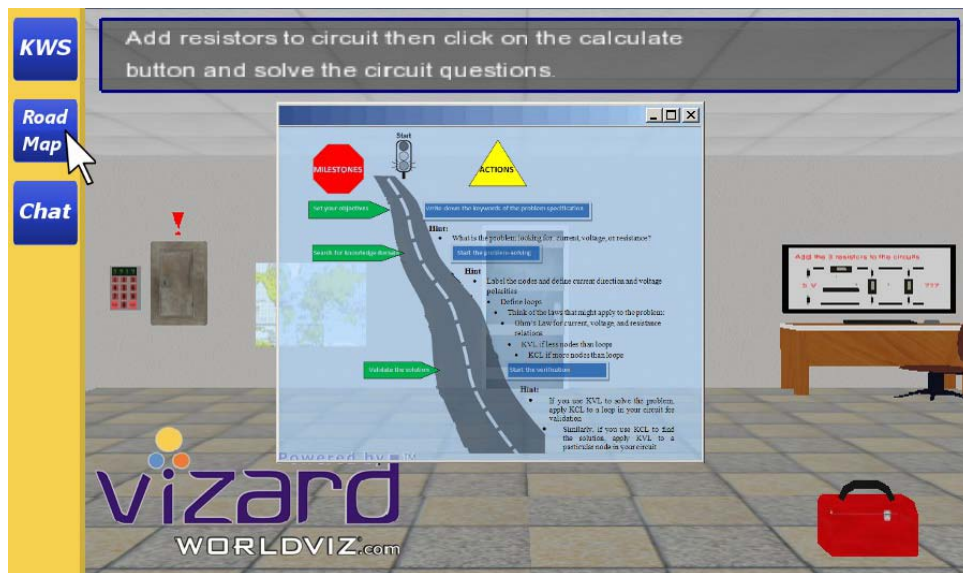 KWS
Road
Map
Chat
Add resistors to circuit then click on the calculate
button and solve the circuit questions.
Start
MILESTONES
ACTIONS
Set your objectives
Write down the keywords of the problem specification
Hint:
• What is the problem looking for: current, voltage, or resistance?
Search for knowledge domain
Start the problem-solving
Hint
• Label the nodes and define current direction and voltage
polarities
• Define loops
• Think of the laws that might apply to the problem:
• Ohm's Law for current, voltage, and resistance
relations
• KVL if less nodes than loops
• KCL if more nodes than loops
Validate the solution
Start the verification
Hint:
• If you use KVL to solve the problem,
apply KCL to a loop in your circuit for
validation
• Similarly, if you use KCL to find
the solution, apply KVL to a
particular node in your circuit
Add the 3 resistors to the circuits
5 V
???
Powered by
TM
vizard
WORLDVIZ.com